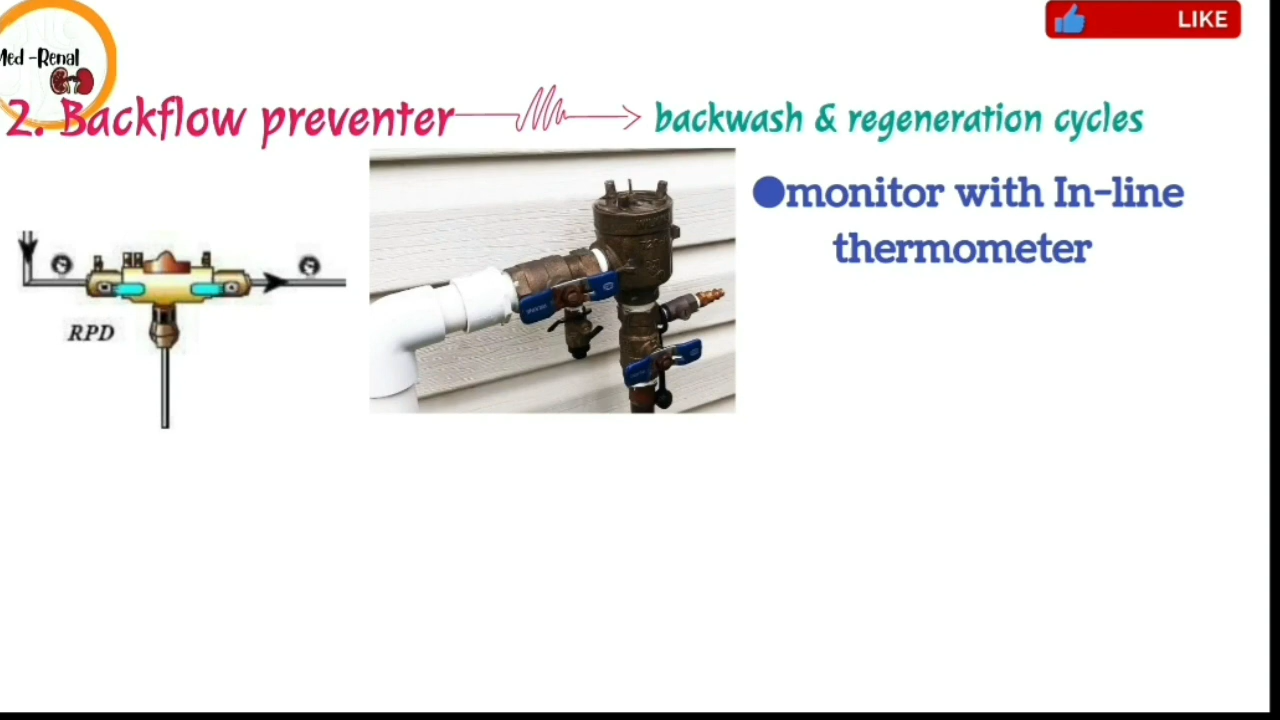 Med-Renal
LIKE
2. Backflow preventer
backwash & regeneration cycles
●monitor with In-line
thermometer
RPD